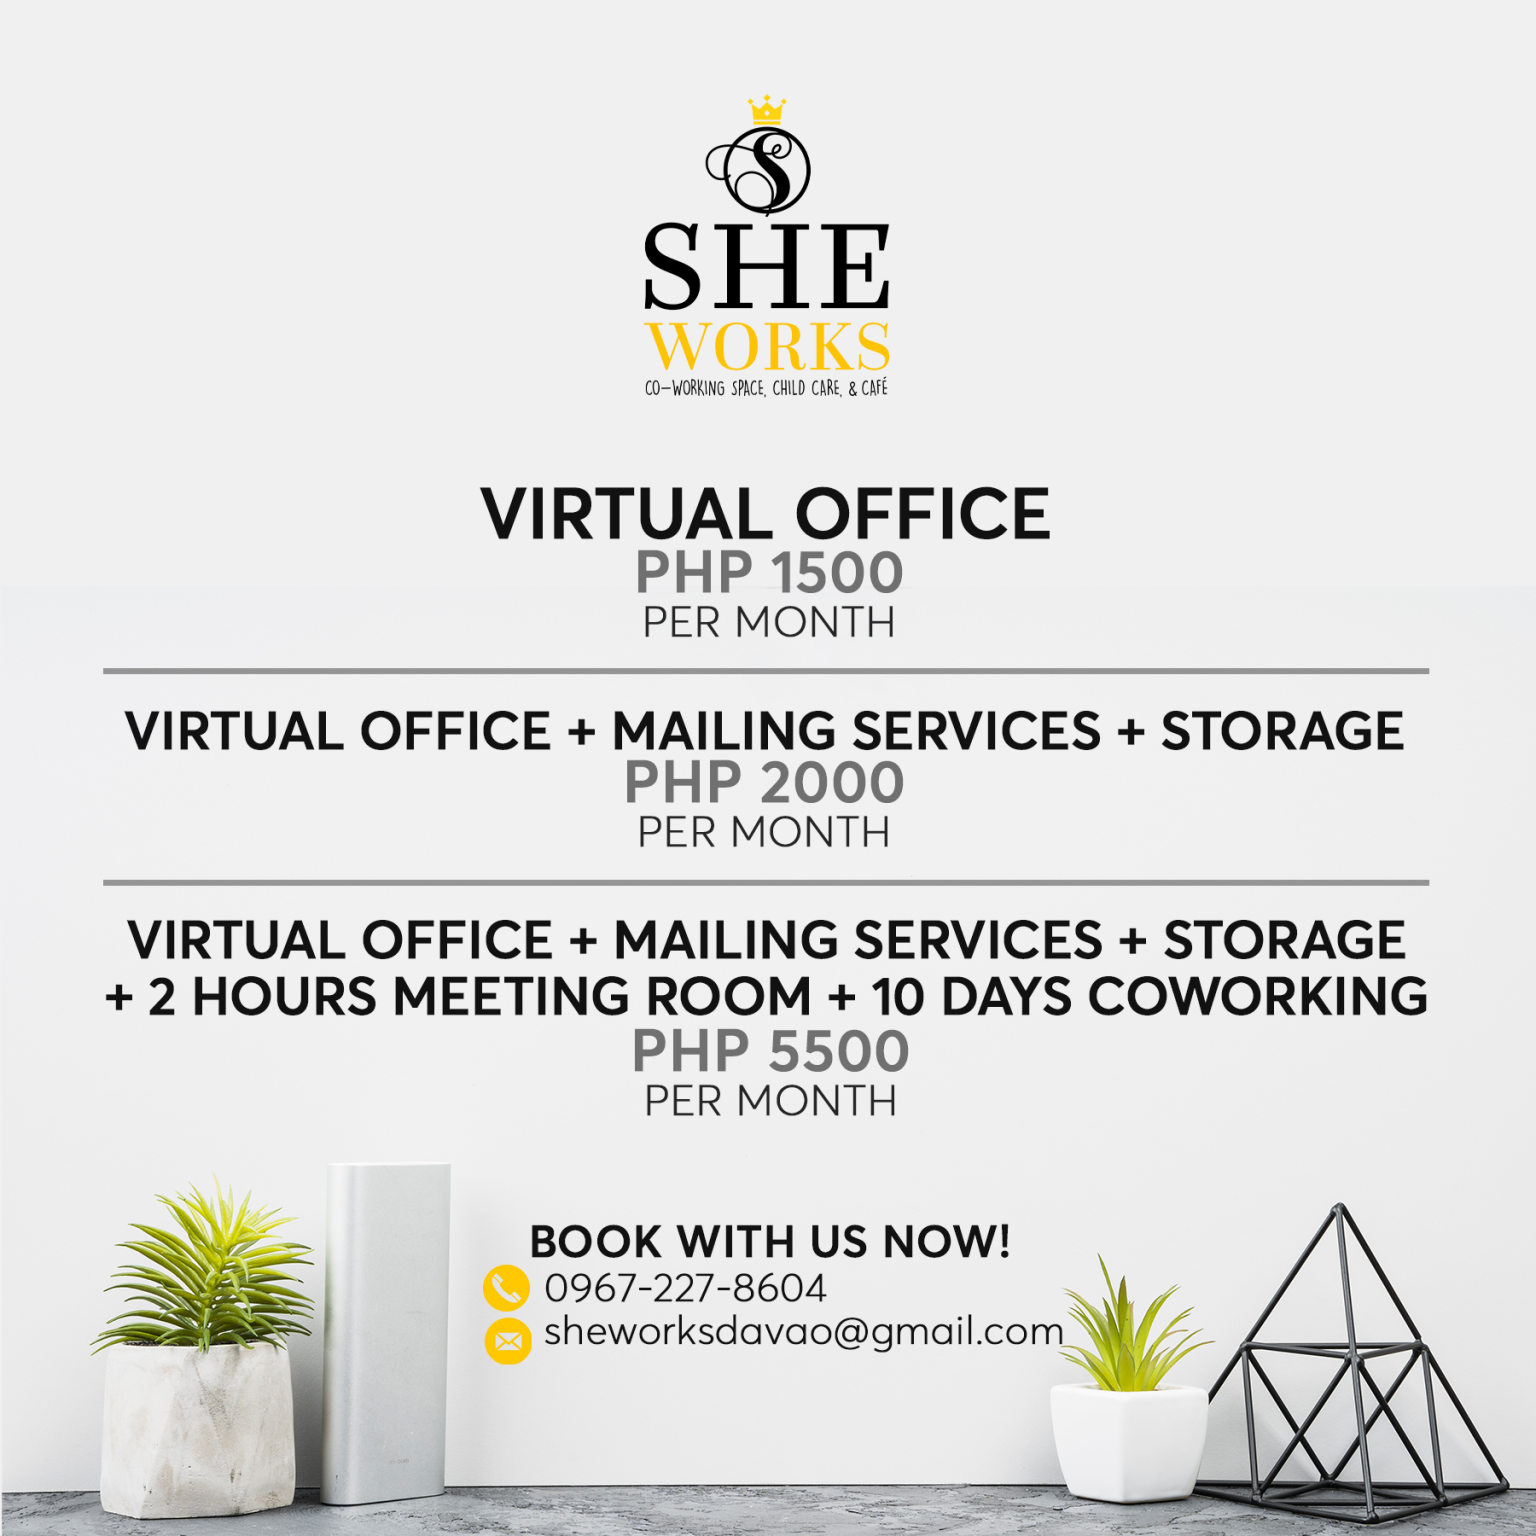 S
SHE
WORKS
CO-WORKING SPACE, CHILD CARE, & CAFÉ
VIRTUAL OFFICE
PHP 1500
PER MONTH
VIRTUAL OFFICE + MAILING SERVICES + STORAGE
PHP 2000
PER MONTH
VIRTUAL OFFICE + MAILING SERVICES + STORAGE
+ 2 HOURS MEETING ROOM + 10 DAYS COWORKING
PHP 5500
PER MONTH
BOOK WITH US NOW!
0967-227-8604
sheworksdavao@gmail.com